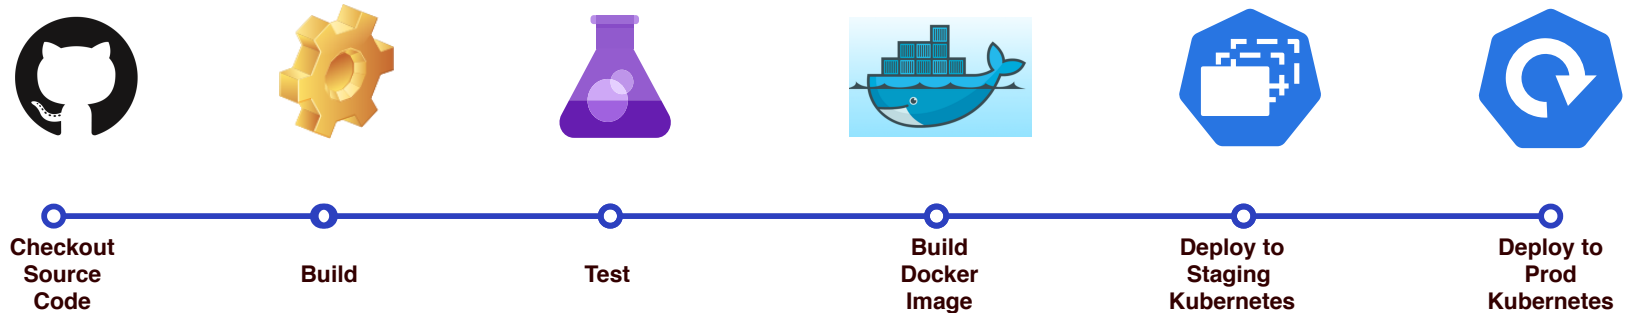 Checkout
Source
Code
Build
Test
Build
Docker
Image
Deploy to
Staging
Kubernetes
Deploy to
Prod
Kubernetes